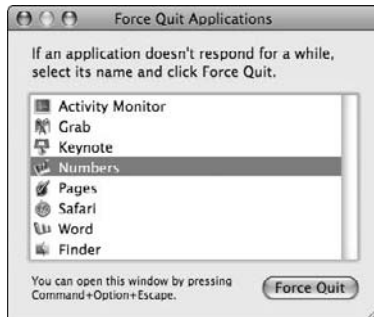 Force Quit Applications
If an application doesn't respond for a while,
select its name and click Force Quit.
Activity Monitor
Grab
Keynote
Numbers
Pages
Safari
Word
Finder
You can open this window by pressing
Command+Option+Escape.
Force Quit